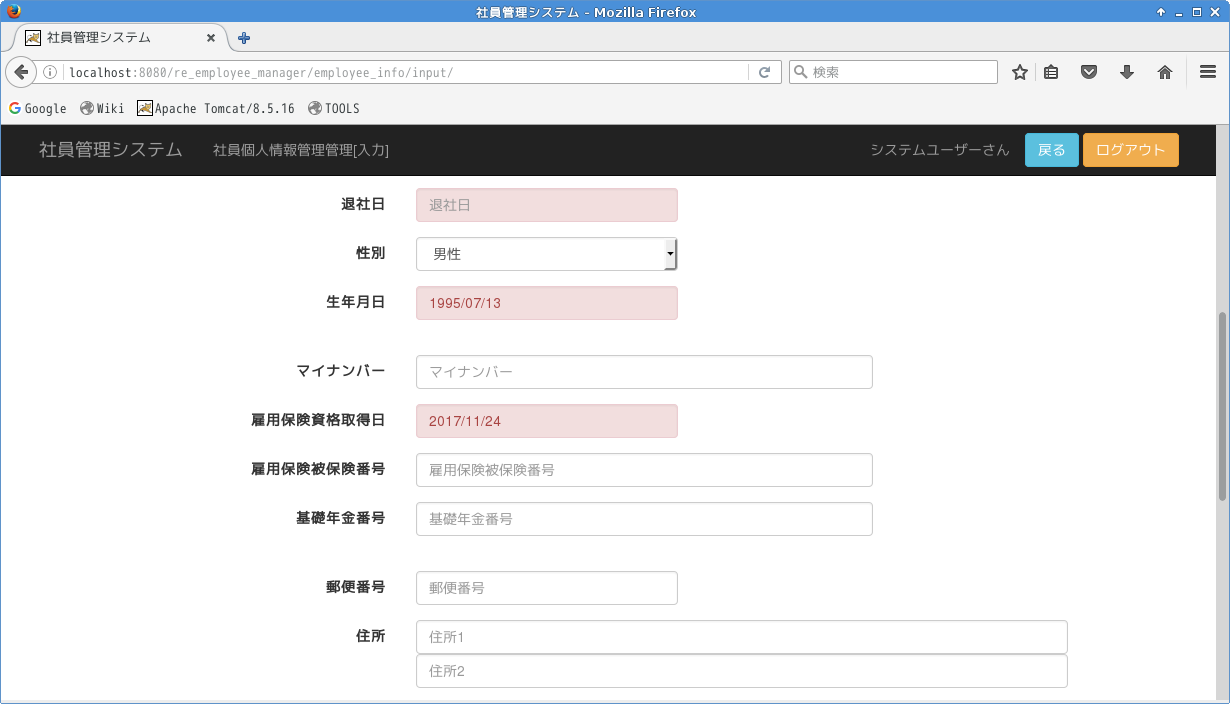 社員管理システム - Mozilla Firefox
社員管理システム
localhost:8080/re_employee_manager/employee_info/input/
検索
Google Wiki Apache Tomcat/8.5.16 TOOLS
社員管理システム 社員個人情報管理管理[入力] システムユーザーさん 戻る ログアウト
退社日 退社日
性別 男性
生年月日 1995/07/13
マイナンバー マイナンバー
雇用保険資格取得日 2017/11/24
雇用保険被保険番号 雇用保険被保険番号
基礎年金番号 基礎年金番号
郵便番号 郵便番号
住所 住所1
住所2